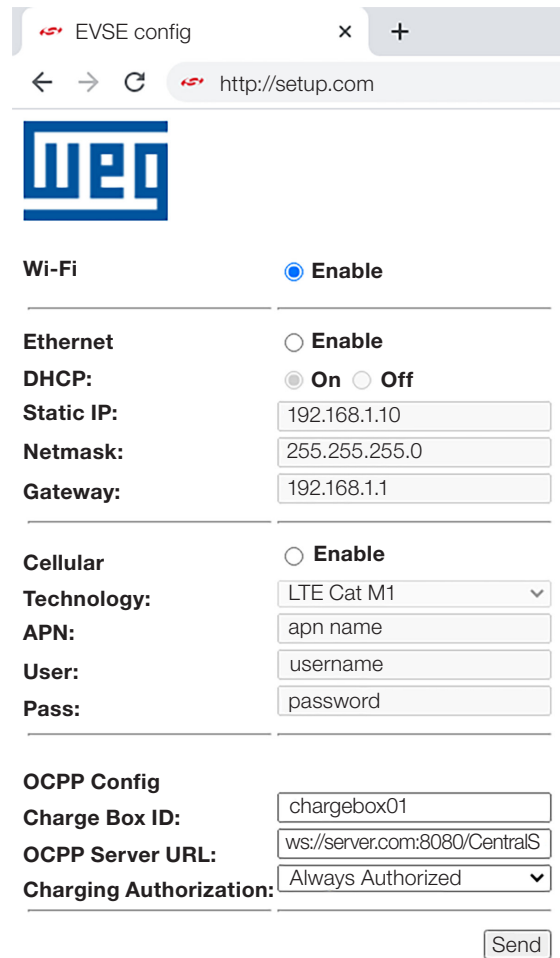 EVSE config
http://setup.com
WEG
Wi-Fi Enable
Ethernet Enable
DHCP: On Off
Static IP: 192.168.1.10
Netmask: 255.255.255.0
Gateway: 192.168.1.1
Cellular Enable
Technology: LTE Cat M1
APN: apn name
User: username
Pass: password
OCPP Config
Charge Box ID: chargebox01
OCPP Server URL: ws://server.com:8080/CentralS
Charging Authorization: Always Authorized
Send